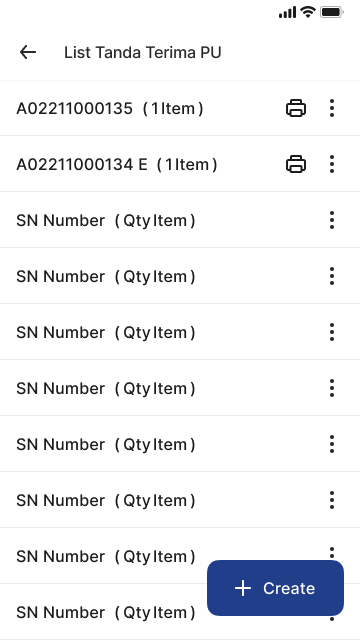 List Tanda Terima PU
A02211000135 (1 Item)
A02211000134 E (1 Item)
SN Number (Qty Item)
SN Number (Qty Item)
SN Number (Qty Item)
SN Number (Qty Item)
SN Number (Qty Item)
SN Number (Qty Item)
SN Number (Qty Item)
Create
SN Number (Qty Item)